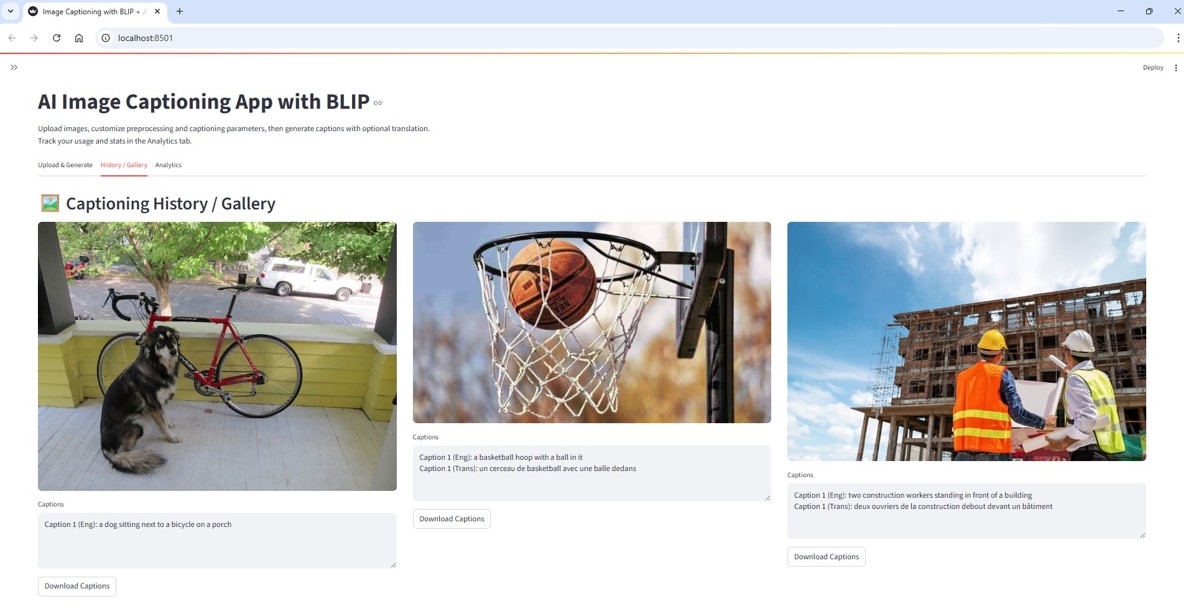 Image Captioning with BLIP +
localhost:8501
Deploy
AI Image Captioning App with BLIP
Upload images, customize preprocessing and captioning parameters, then generate captions with optional translation.
Track your usage and stats in the Analytics tab.
Upload & Generate History / Gallery Analytics
Captioning History / Gallery
Captions
Caption 1 (Eng): a dog sitting next to a bicycle on a porch
Download Captions
Captions
Caption 1 (Eng): a basketball hoop with a ball in it
Caption 1 (Trans): un cerceau de basketball avec une balle dedans
Download Captions
Captions
Caption 1 (Eng): two construction workers standing in front of a building
Caption 1 (Trans): deux ouvriers de la construction debout devant un bâtiment
Download Captions